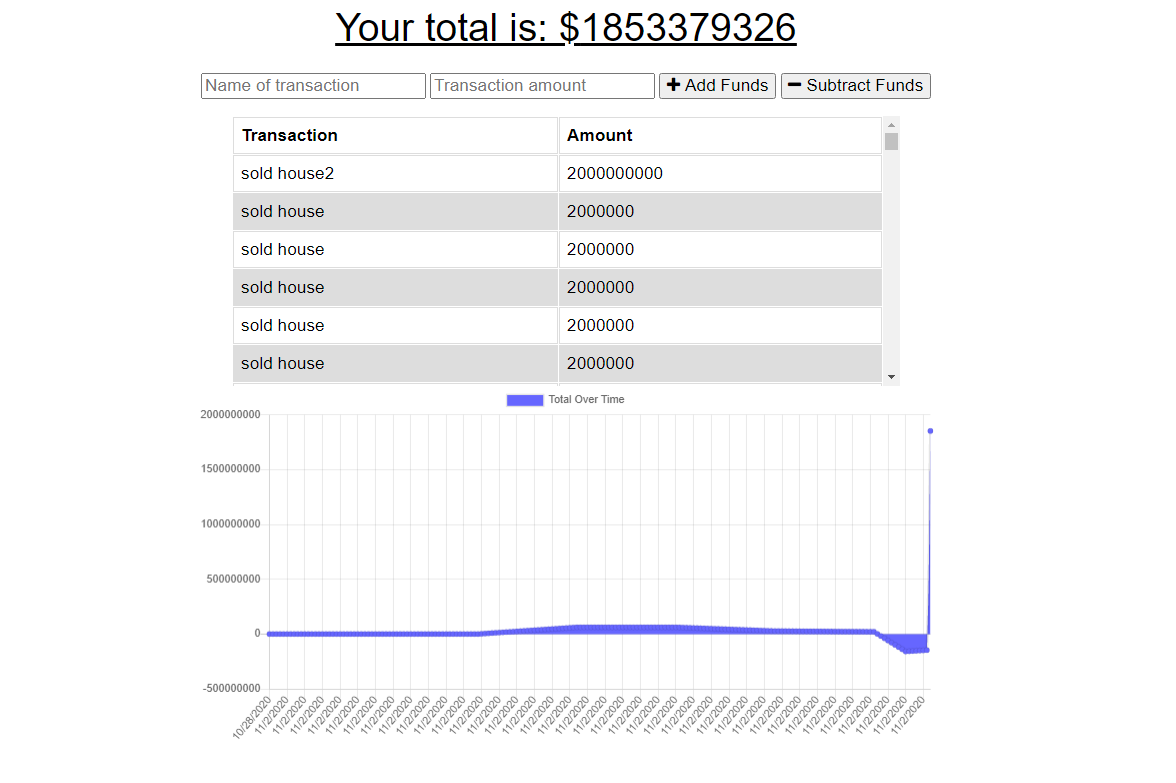 Your total is: $1853379326
Name of transaction Transaction amount Add Funds Subtract Funds
Transaction Amount
sold house2 2000000000
sold house 2000000
sold house 2000000
sold house 2000000
sold house 2000000
sold house 2000000
Total Over Time
2000000000
1500000000
1000000000
500000000
0
-500000000
10/28/2020 11/2/2020 11/2/2020 11/2/2020 11/2/2020 11/2/2020 11/2/2020 11/2/2020 11/2/2020 11/2/2020 11/2/2020 11/2/2020 11/2/2020 11/2/2020 11/2/2020 11/2/2020 11/2/2020 11/2/2020 11/2/2020 11/2/2020 11/2/2020 11/2/2020 11/2/2020 11/2/2020 11/2/2020 11/2/2020 11/2/2020 11/2/2020 11/2/2020 11/2/2020 11/2/2020 11/2/2020 11/2/2020 11/2/2020 11/2/2020 11/2/2020 11/2/2020 11/2/2020